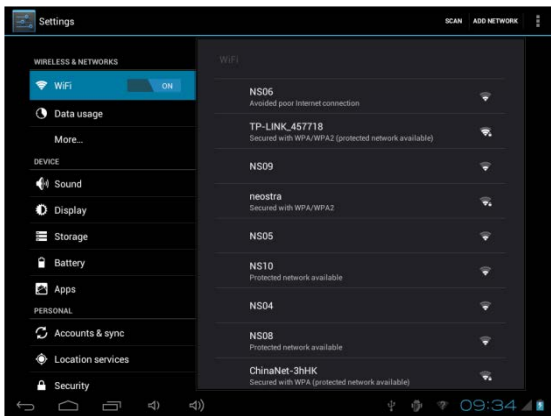 Settings
SCAN ADD NETWORK
WIRELESS & NETWORKS
WiFi ON
Data usage
More...
DEVICE
Sound
Display
Storage
Battery
Apps
PERSONAL
Accounts & sync
Location services
Security
WiFi
NS06
Avoided poor Internet connection
TP-LINK_457718
Secured with WPA/WPA2 (protected network available)
NS09
neostra
Secured with WPA/WPA2
NS05
NS10
Protected network available
NS04
NS08
Protected network available
ChinaNet-3hHK
Secured with WPA (protected network available)
09:34